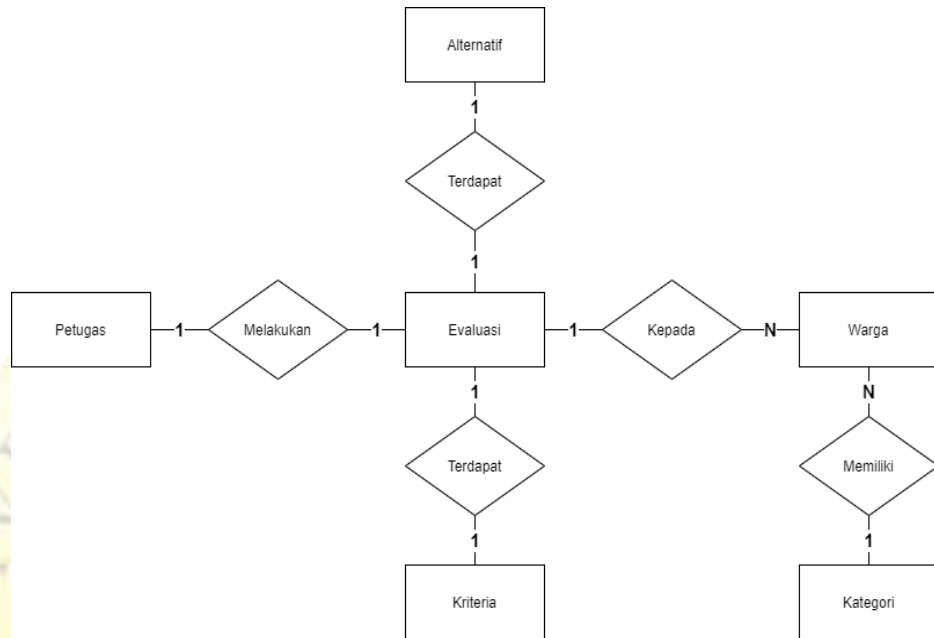 Alternatif
1
Terdapat
1
Petugas
1
Melakukan
1
Evaluasi
1
Kepada
N
Warga
1
N
Terdapat
Memiliki
1
1
Kriteria
Kategori